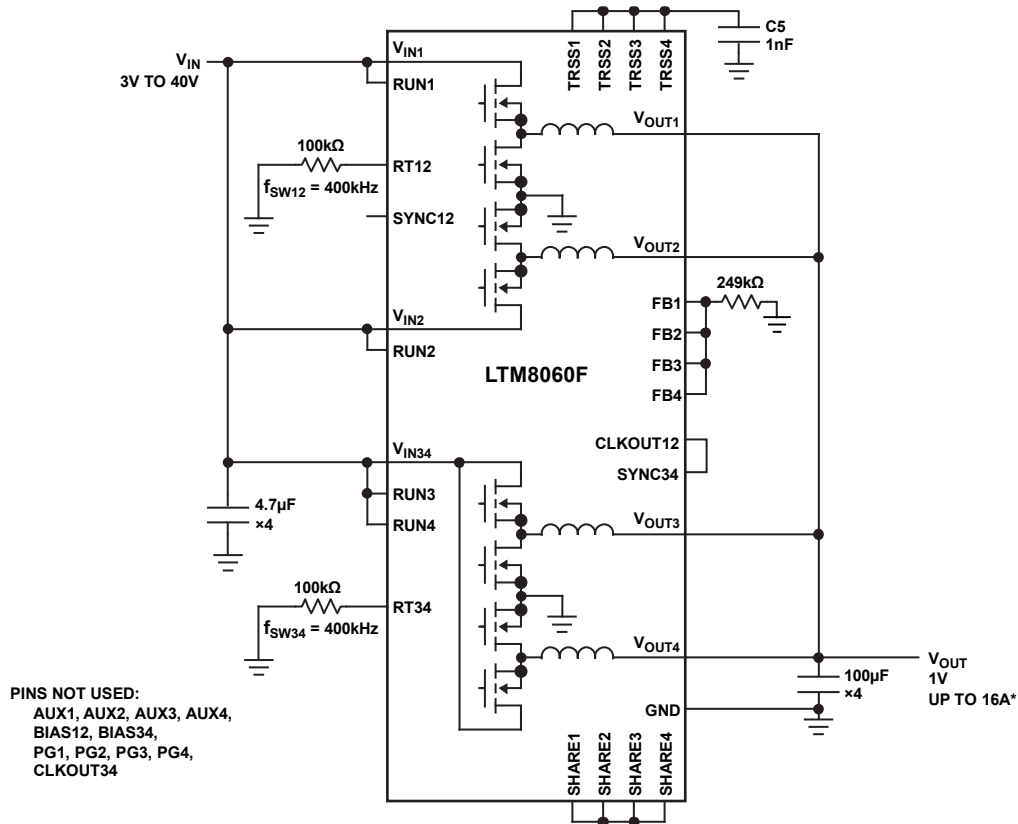 TRSS1
TRSS2
TRSS3
TRSS4
C5
1nF
VIN
3V TO 40V
VIN1
RUN1
VOUT1
100kΩ
RT12
fSW12 = 400kHz
SYNC12
VOUT2
249kΩ
FB1
FB2
FB3
FB4
VIN2
RUN2
LTM8060F
CLKOUT12
SYNC34
VIN34
RUN3
RUN4
4.7µF
×4
VOUT3
100kΩ
RT34
fSW34 = 400kHz
VOUT4
VOUT
1V
UP TO 16A*
100µF
×4
GND
PINS NOT USED:
AUX1, AUX2, AUX3, AUX4,
BIAS12, BIAS34,
PG1, PG2, PG3, PG4,
CLKOUT34
SHARE1
SHARE2
SHARE3
SHARE4